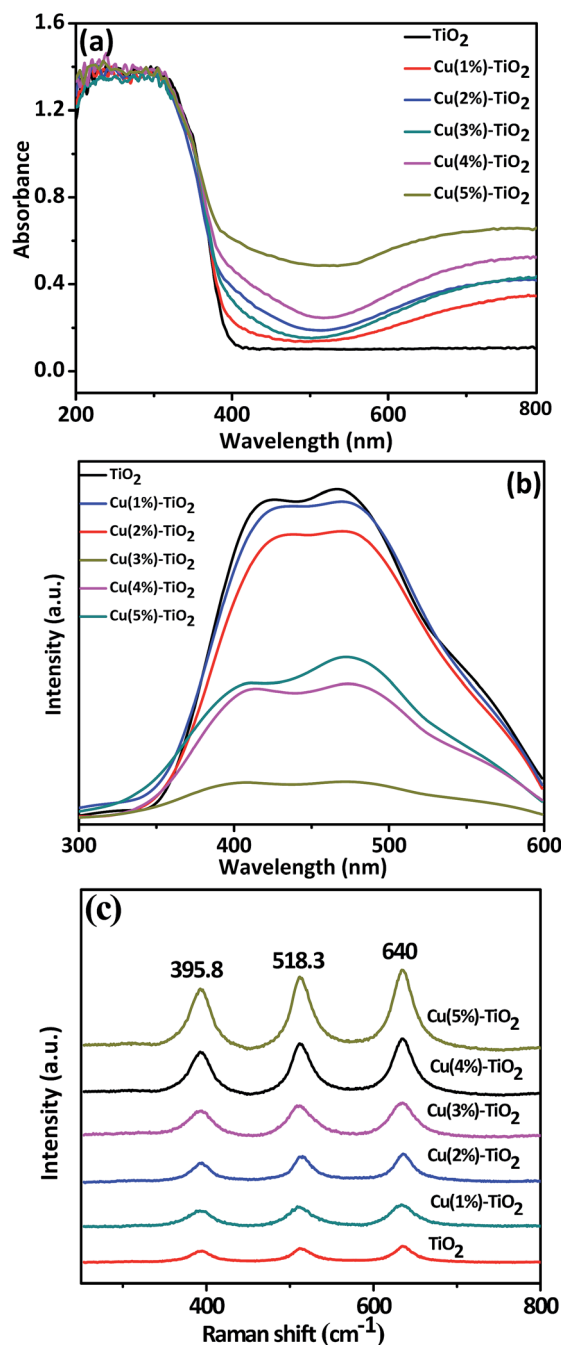 (a)
TiO2
Cu(1%)-TiO2
Cu(2%)-TiO2
Cu(3%)-TiO2
Cu(4%)-TiO2
Cu(5%)-TiO2
1.6
1.2
0.8
0.4
0.0
Absorbance
200
400
600
800
Wavelength (nm)
(b)
TiO2
Cu(1%)-TiO2
Cu(2%)-TiO2
Cu(3%)-TiO2
Cu(4%)-TiO2
Cu(5%)-TiO2
Intensity (a.u.)
300
400
500
600
Wavelength (nm)
(c)
395.8
518.3
640
Cu(5%)-TiO2
Cu(4%)-TiO2
Cu(3%)-TiO2
Cu(2%)-TiO2
Cu(1%)-TiO2
TiO2
Intensity (a.u.)
400
600
800
Raman shift (cm-1)